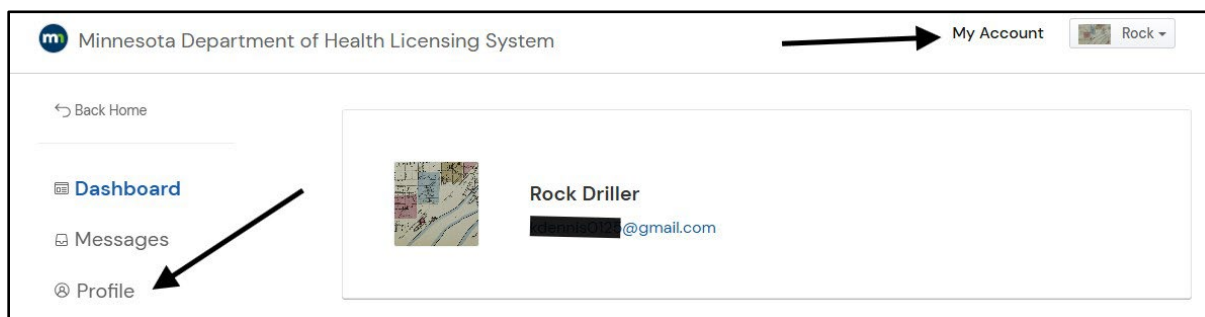 Minnesota Department of Health Licensing System
My Account
Rock
Back Home
Dashboard
Messages
Profile
Rock Driller
@gmail.com